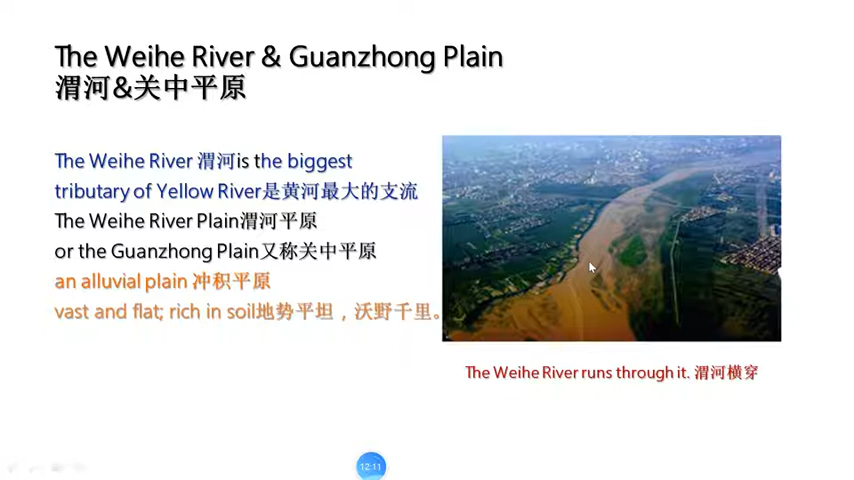 The Weihe River & Guanzhong Plain
渭河&关中平原
The Weihe River 渭河is the biggest
tributary of Yellow River是黄河最大的支流
The Weihe River Plain渭河平原
or the Guanzhong Plain又称关中平原
an alluvial plain 冲积平原
vast and flat; rich in soil地势平坦，沃野千里。
The Weihe River runs through it. 渭河横穿
12:11